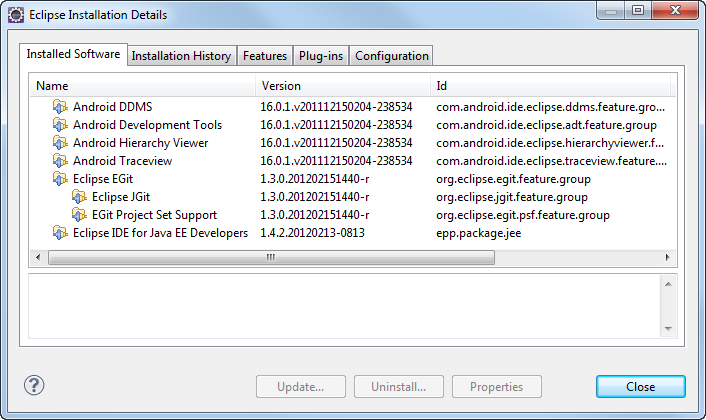 Eclipse Installation Details
Installed Software Installation History Features Plug-ins Configuration
Name Version Id
Android DDMS 16.0.1.v201112150204-238534 com.android.ide.eclipse.ddms.feature.gro...
Android Development Tools 16.0.1.v201112150204-238534 com.android.ide.eclipse.adt.feature.group
Android Hierarchy Viewer 16.0.1.v201112150204-238534 com.android.ide.eclipse.hierarchyviewer.f...
Android Traceview 16.0.1.v201112150204-238534 com.android.ide.eclipse.traceview.feature....
Eclipse EGit 1.3.0.201202151440-r org.eclipse.egit.feature.group
Eclipse JGit 1.3.0.201202151440-r org.eclipse.jgit.feature.group
EGit Project Set Support 1.3.0.201202151440-r org.eclipse.egit.psf.feature.group
Eclipse IDE for Java EE Developers 1.4.2.20120213-0813 epp.package.jee
? Update... Uninstall... Properties Close